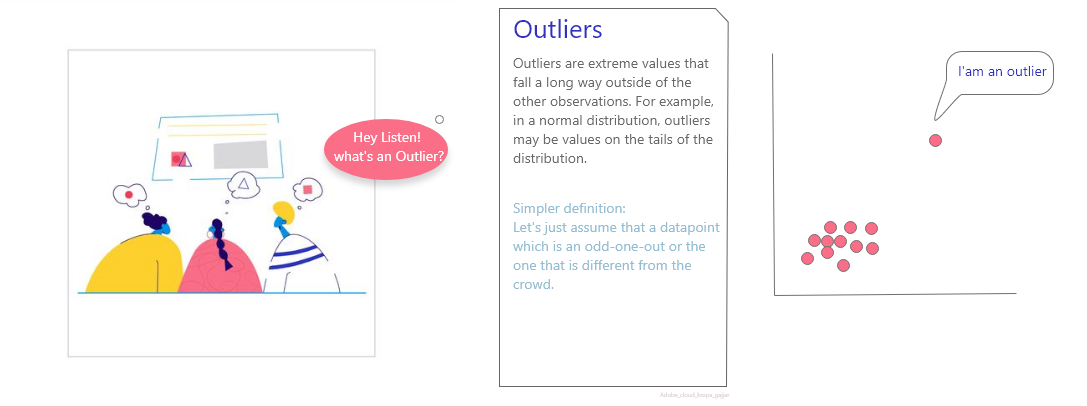 Hey Listen!
what's an Outlier?
Outliers
Outliers are extreme values that
fall a long way outside of the
other observations. For example,
in a normal distribution, outliers
may be values on the tails of the
distribution.
Simpler definition:
Let's just assume that a datapoint
which is an odd-one-out or the
one that is different from the
crowd.
I'am an outlier